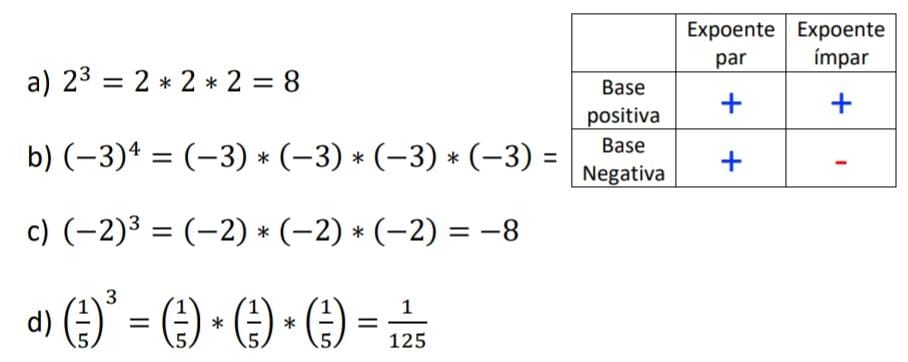 a) 2³ = 2 * 2 * 2 = 8
b) (−3)⁴ = (−3) * (−3) * (−3) * (−3) =
c) (−2)³ = (−2) * (−2) * (−2) = −8
d) (1/5)³ = (1/5) * (1/5) * (1/5) = 1/125
Expoente par Expoente ímpar
Base positiva + +
Base Negativa + -